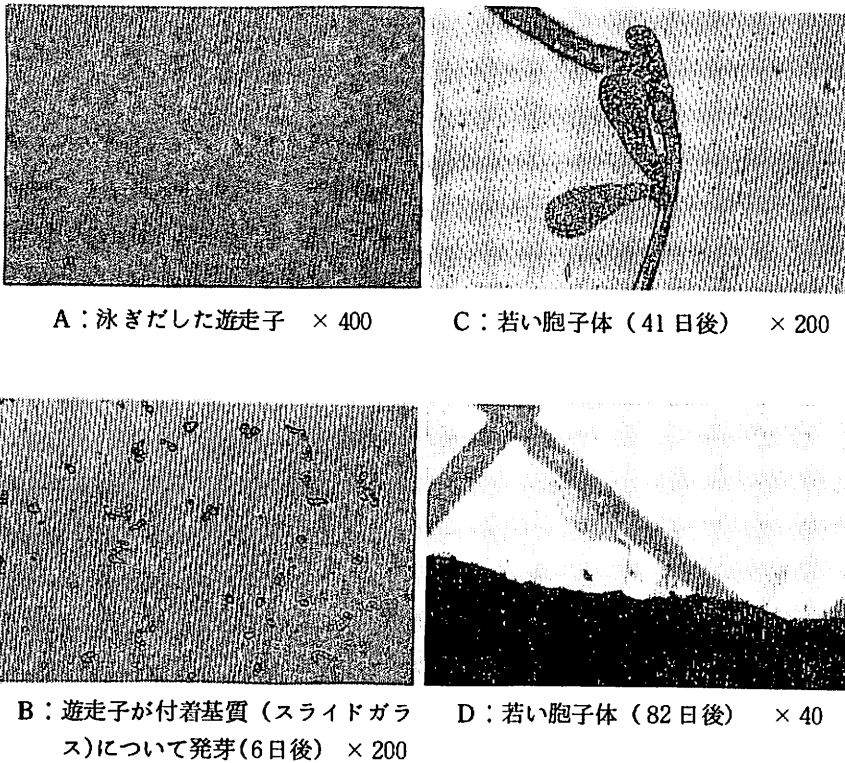 A：泳ぎだした遊走子　× 400
C：若い胞子体（41日後）　× 200
B：遊走子が付着基質（スライドガラ
ス）について発芽（6日後）　× 200
D：若い胞子体（82日後）　× 40